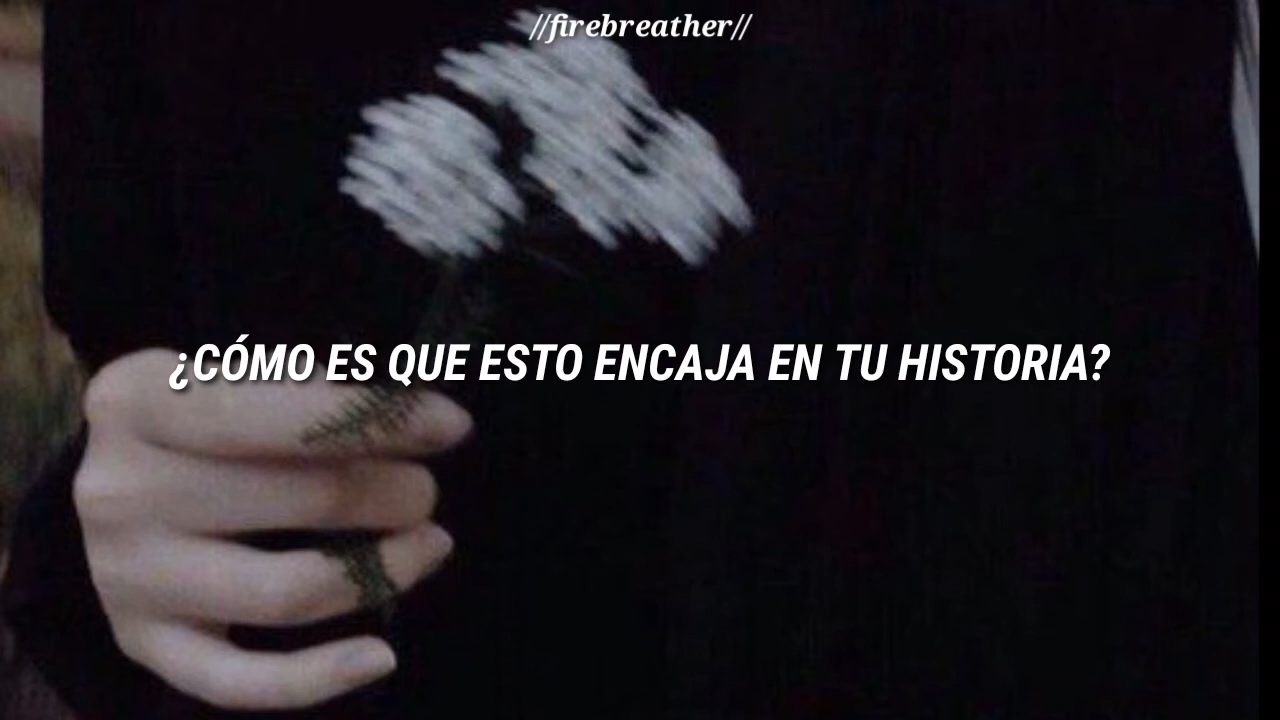 //firebreather//
¿CÓMO ES QUE ESTO ENCAJA EN TU HISTORIA?